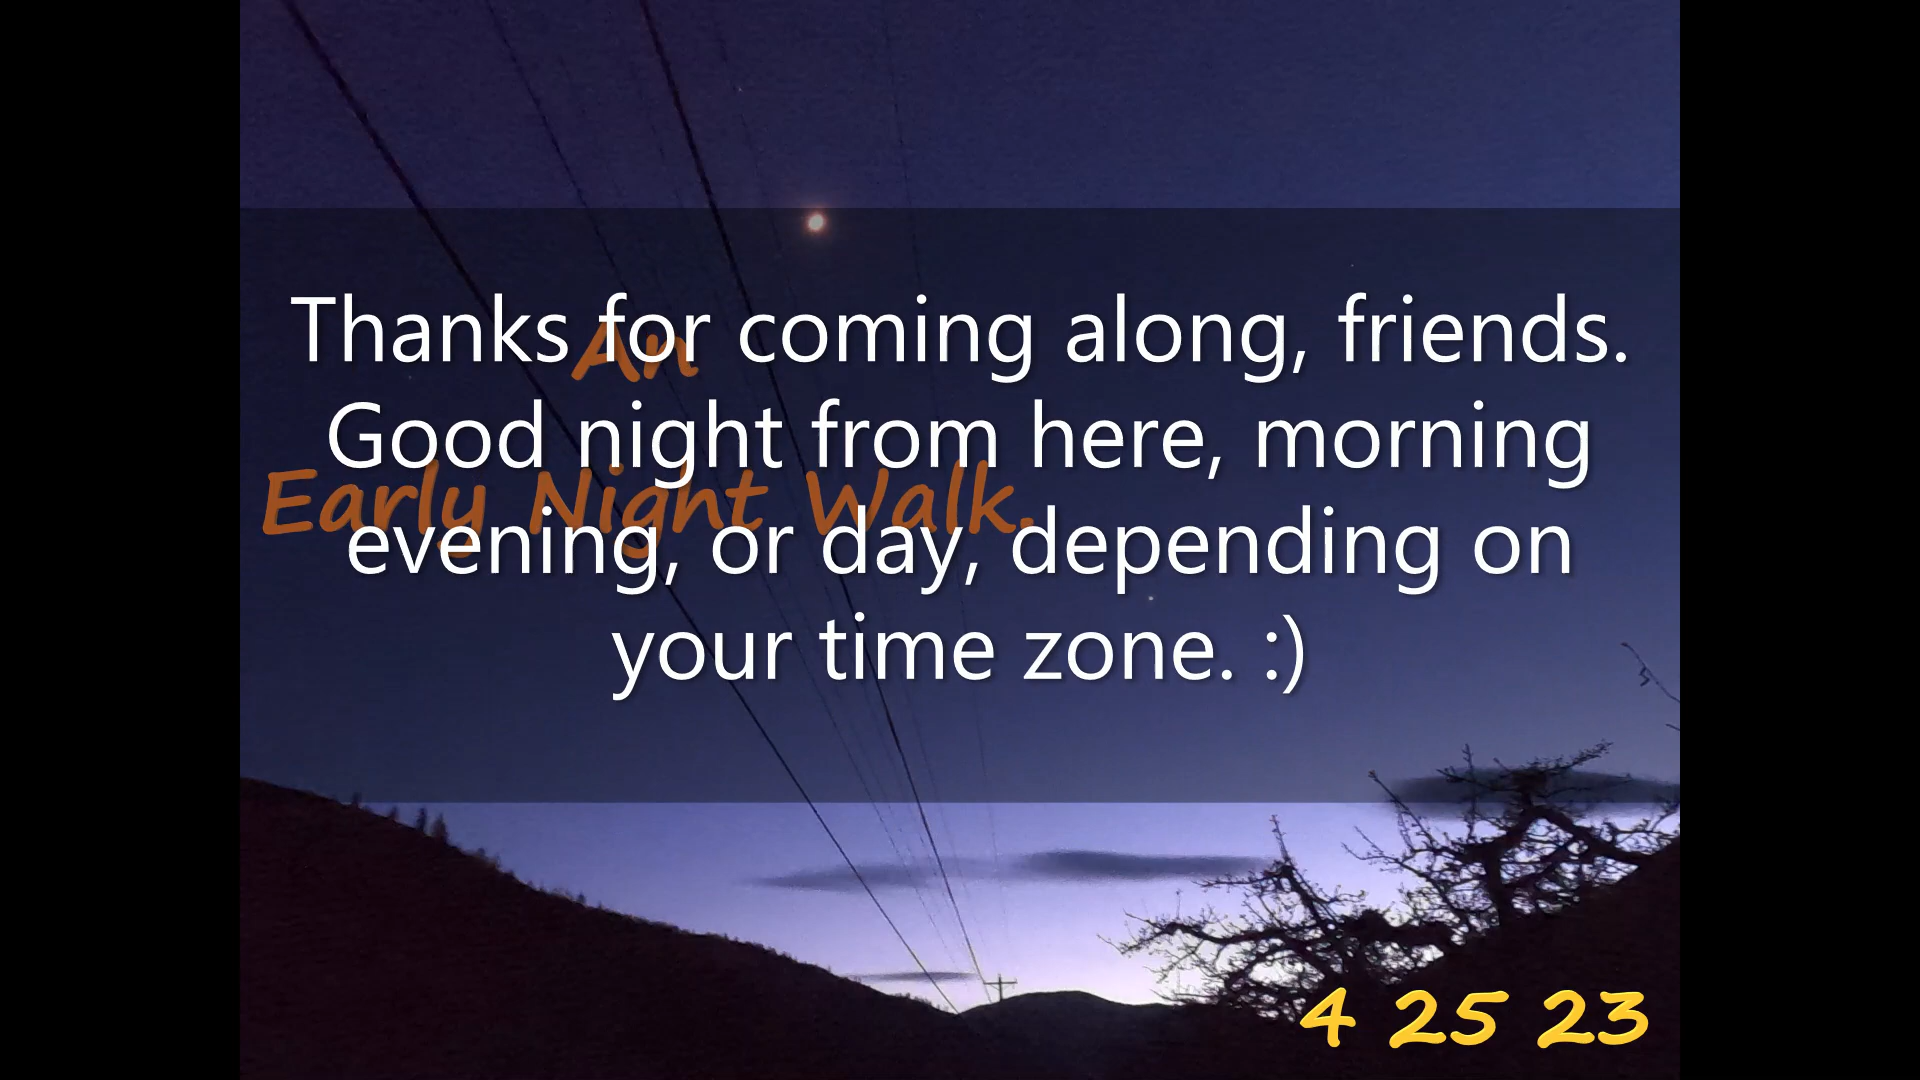 Thanks for coming along, friends.
Good night from here, morning
evening, or day, depending on
your time zone. :)
An
Early Night Walk.
4 25 23